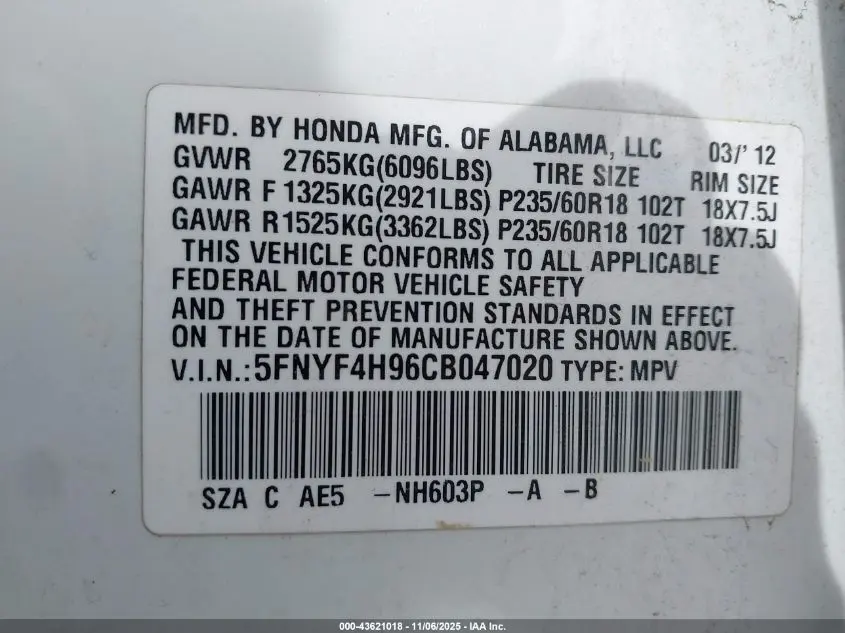 MFD. BY HONDA MFG. OF ALABAMA, LLC 03/' 12
GVWR 2765KG(6096LBS) TIRE SIZE RIM SIZE
GAWR F 1325KG(2921LBS) P235/60R18 102T 18X7.5J
GAWR R1525KG(3362LBS) P235/60R18 102T 18X7.5J
THIS VEHICLE CONFORMS TO ALL APPLICABLE
FEDERAL MOTOR VEHICLE SAFETY
AND THEFT PREVENTION STANDARDS IN EFFECT
ON THE DATE OF MANUFACTURE SHOWN ABOVE.
V.I.N.:5FNYF4H96CB047020 TYPE: MPV
SZA C AE5 -NH603P -A -B
000-43621018 - 11/06/2025 - IAA Inc.